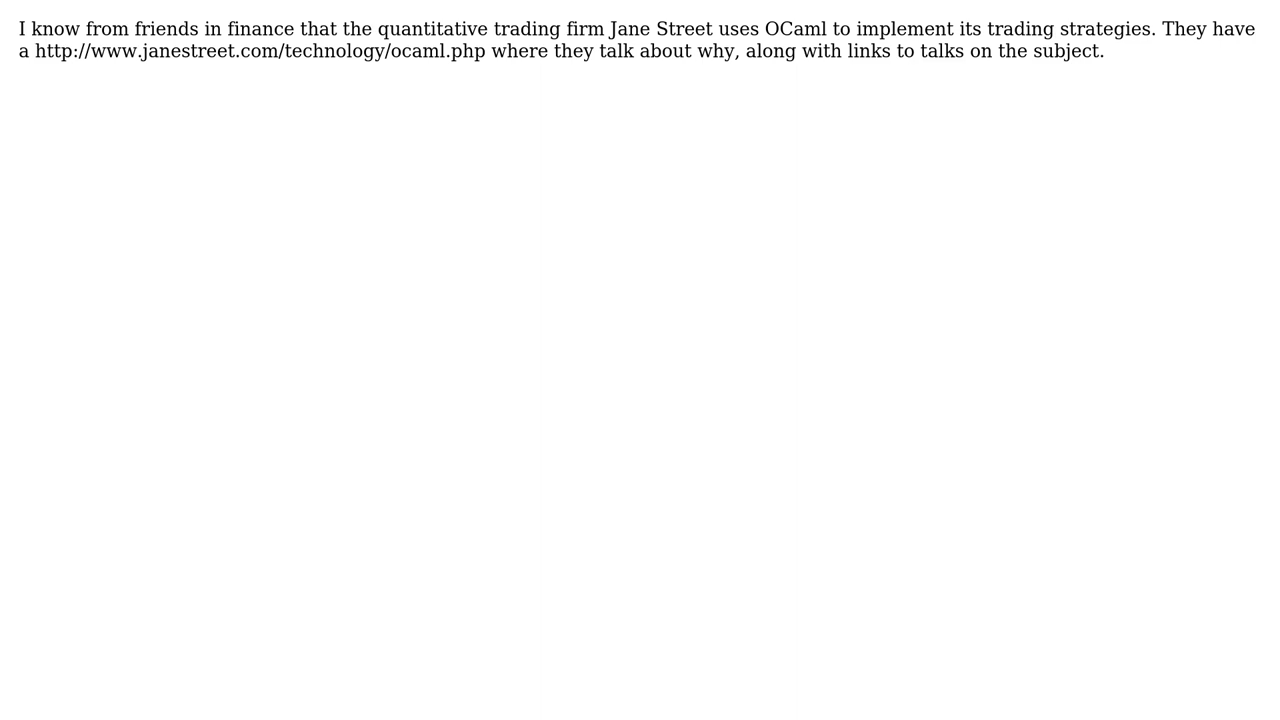 I know from friends in finance that the quantitative trading firm Jane Street uses OCaml to implement its trading strategies. They have
a http://www.janestreet.com/technology/ocaml.php where they talk about why, along with links to talks on the subject.